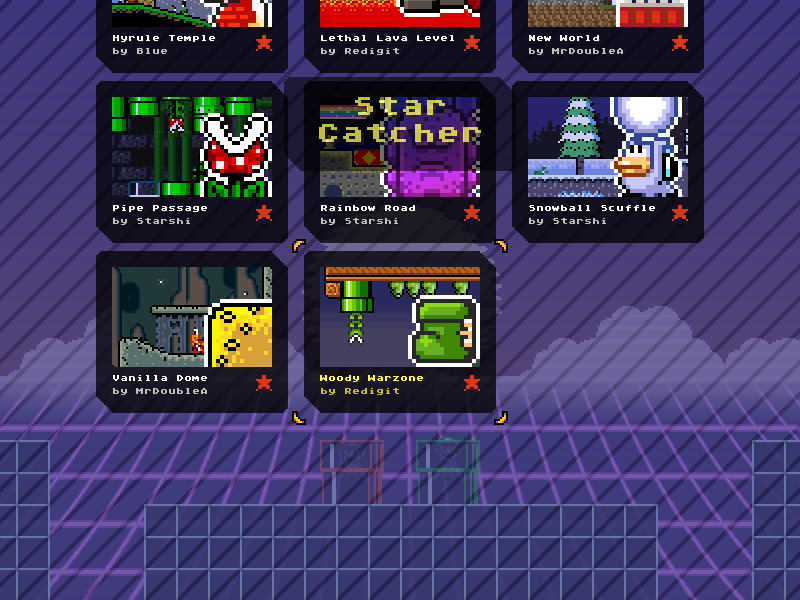 Hyrule Temple
by Blue
Lethal Lava Level
by Redigit
New World
by MrDoubleA
Star
Catcher
Pipe Passage
by Starshi
Rainbow Road
by Starshi
Snowball Scuffle
by Starshi
Vanilla Dome
by MrDoubleA
Woody Warzone
by Redigit